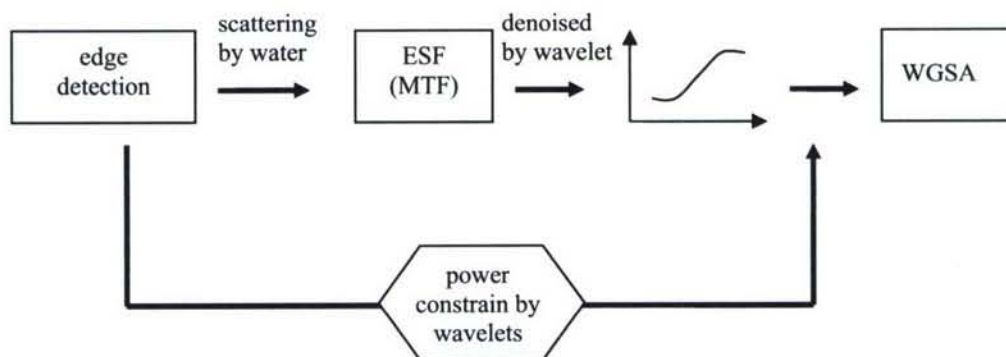 edge
detection
scattering
by water
ESF
(MTF)
denoised
by wavelet
WGSA
power
constrain by
wavelets